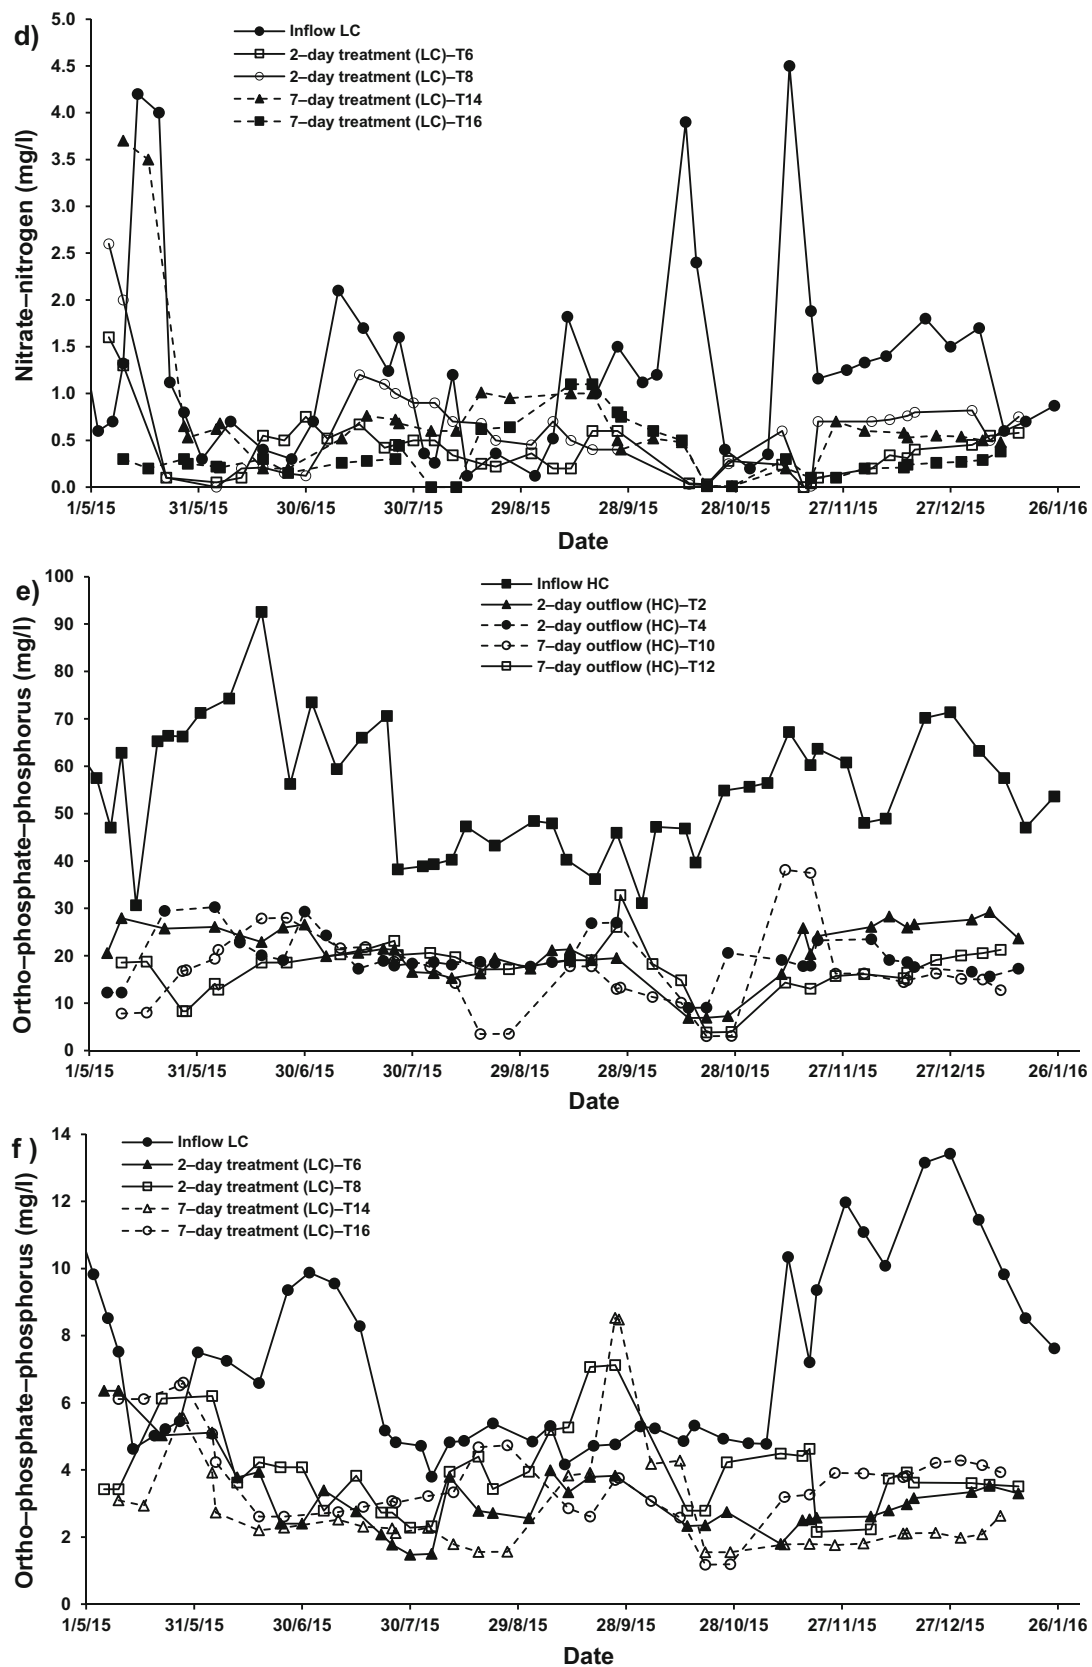 d)
Nitrate–nitrogen (mg/l)
5.0
4.5
4.0
3.5
3.0
2.5
2.0
1.5
1.0
0.5
0.0
Inflow LC
2–day treatment (LC)–T6
2–day treatment (LC)–T8
7–day treatment (LC)–T14
7–day treatment (LC)–T16
1/5/15 31/5/15 30/6/15 30/7/15 29/8/15 28/9/15 28/10/15 27/11/15 27/12/15 26/1/16
Date
e)
Ortho–phosphate–phosphorus (mg/l)
100
90
80
70
60
50
40
30
20
10
0
Inflow HC
2–day outflow (HC)–T2
2–day outflow (HC)–T4
7–day outflow (HC)–T10
7–day outflow (HC)–T12
1/5/15 31/5/15 30/6/15 30/7/15 29/8/15 28/9/15 28/10/15 27/11/15 27/12/15 26/1/16
Date
f )
Ortho–phosphate–phosphorus (mg/l)
14
12
10
8
6
4
2
0
Inflow LC
2–day treatment (LC)–T6
2–day treatment (LC)–T8
7–day treatment (LC)–T14
7–day treatment (LC)–T16
1/5/15 31/5/15 30/6/15 30/7/15 29/8/15 28/9/15 28/10/15 27/11/15 27/12/15 26/1/16
Date